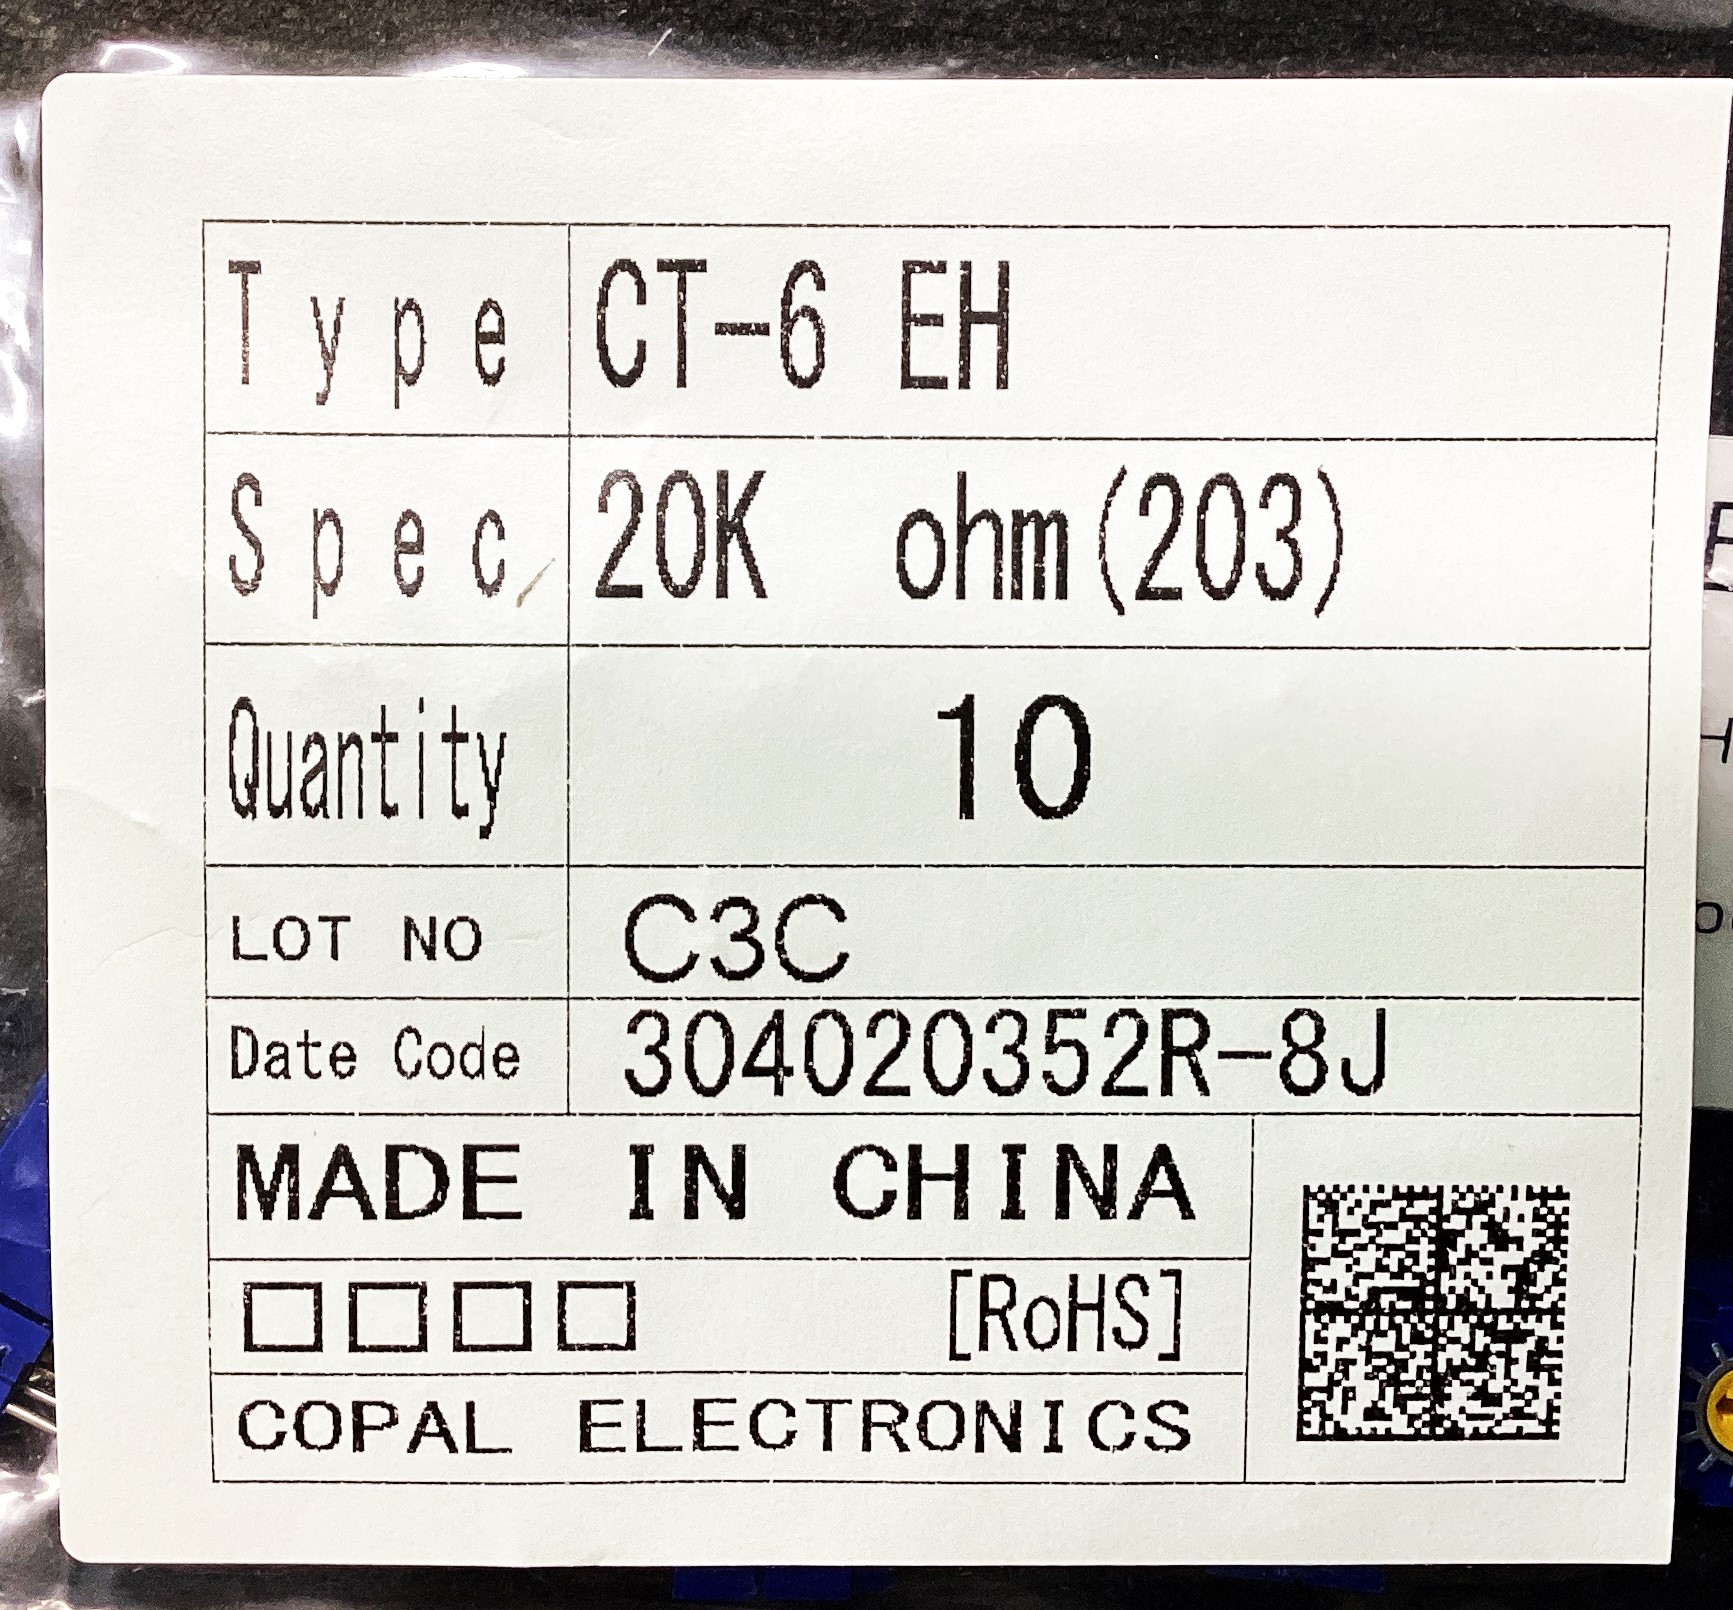 Type CT-6 EH
Spec 20K ohm(203)
Quantity 10
LOT NO C3C
Date Code 304020352R-8J
MADE IN CHINA
□□□□ [RoHS]
COPAL ELECTRONICS